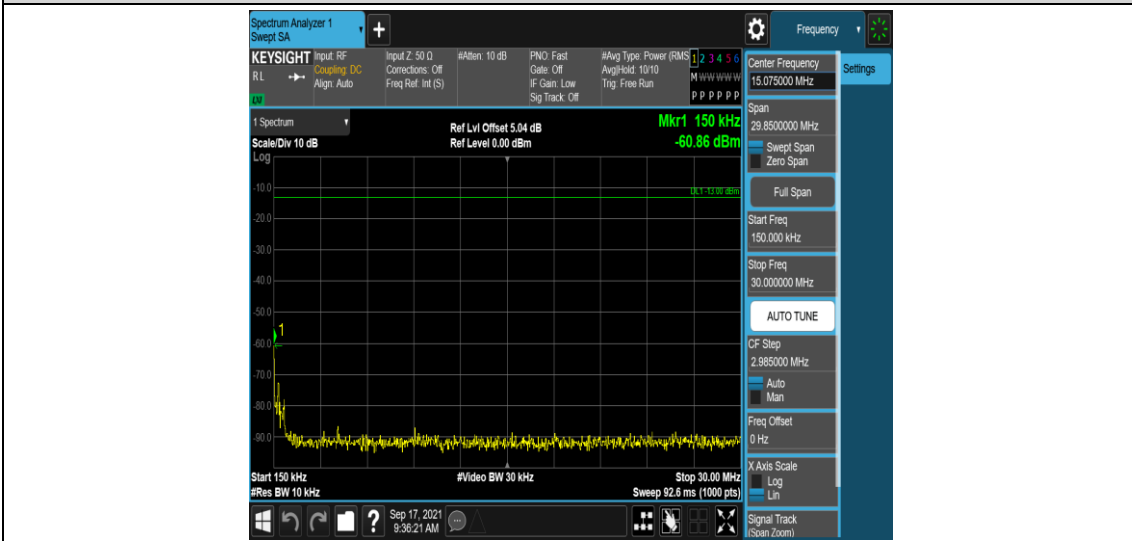 Spectrum Analyzer 1
Swept SA
+
Frequency
KEYSIGHT
RL
LNI
Input: RF
Coupling: DC
Align: Auto
Input Z: 50 Ω
Corrections: Off
Freq Ref: Int (S)
#Atten: 10 dB
PNO: Fast
Gate: Off
IF Gain: Low
Sig Track: Off
#Avg Type: Power (RMS
Avg|Hold: 10/10
Trig: Free Run
1 2 3 4 5 6
M W W W W W
P P P P P P
1 Spectrum
Scale/Div 10 dB
Log
Ref Lvl Offset 5.04 dB
Ref Level 0.00 dBm
Mkr1 150 kHz
-60.86 dBm
DL1 -13.00 dBm
-10.0
-20.0
-30.0
-40.0
-50.0
-60.0
-70.0
-80.0
-90.0
1
Start 150 kHz
#Res BW 10 kHz
#Video BW 30 kHz
Stop 30.00 MHz
Sweep 92.6 ms (1000 pts)
Center Frequency
15.075000 MHz
Settings
Span
29.8500000 MHz
Swept Span
Zero Span
Full Span
Start Freq
150.000 kHz
Stop Freq
30.000000 MHz
AUTO TUNE
CF Step
2.985000 MHz
Auto
Man
Freq Offset
0 Hz
X Axis Scale
Log
Lin
Signal Track
(Span Zoom)
?
Sep 17, 2021
9:36:21 AM